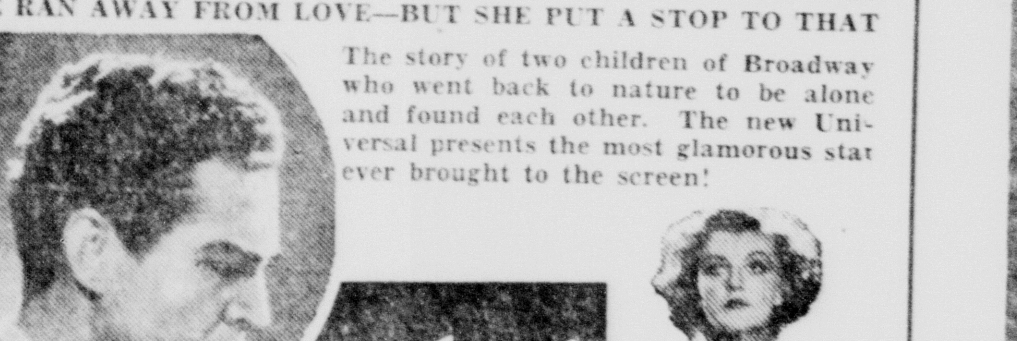 RAN AWAY FROM LOVE—BUT SHE PUT A STOP TO THAT
The story of two children of Broadway
who went back to nature to be alone
and found each other. The new Uni-
versal presents the most glamorous star
ever brought to the screen!